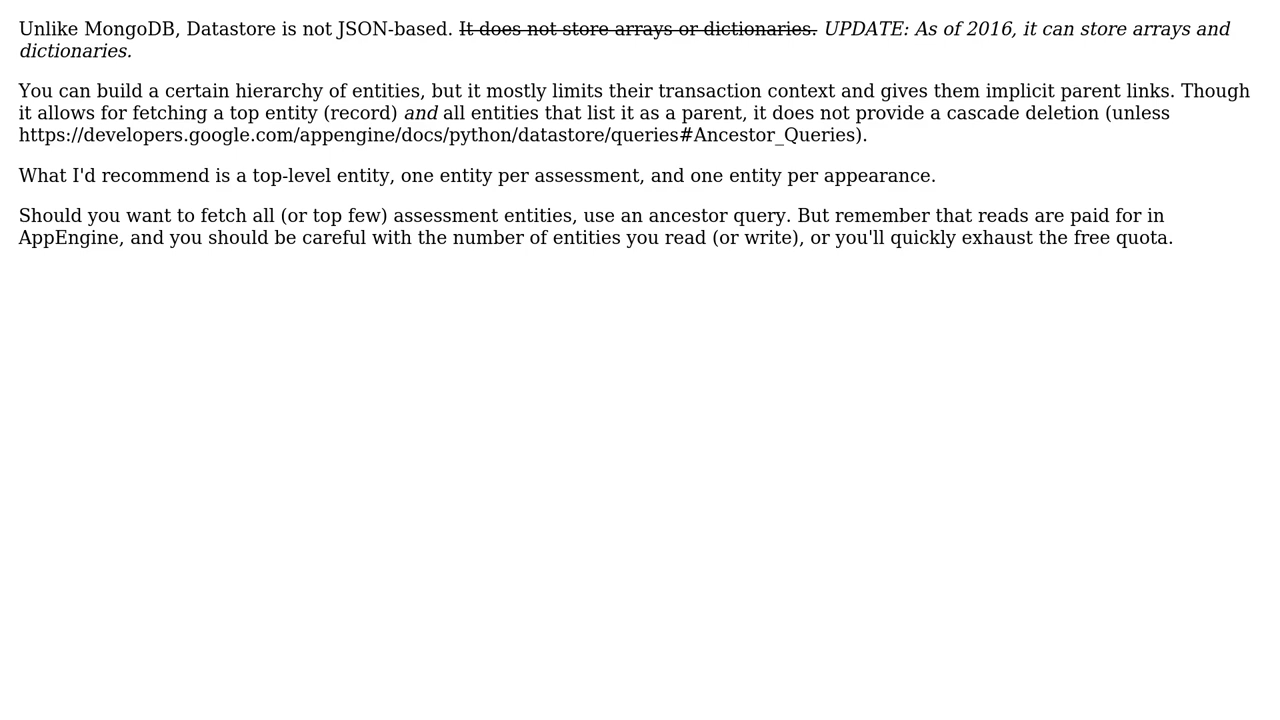 Unlike MongoDB, Datastore is not JSON-based. It does not store arrays or dictionaries. UPDATE: As of 2016, it can store arrays and
dictionaries.
You can build a certain hierarchy of entities, but it mostly limits their transaction context and gives them implicit parent links. Though
it allows for fetching a top entity (record) and all entities that list it as a parent, it does not provide a cascade deletion (unless
https://developers.google.com/appengine/docs/python/datastore/queries#Ancestor_Queries).
What I'd recommend is a top-level entity, one entity per assessment, and one entity per appearance.
Should you want to fetch all (or top few) assessment entities, use an ancestor query. But remember that reads are paid for in
AppEngine, and you should be careful with the number of entities you read (or write), or you'll quickly exhaust the free quota.